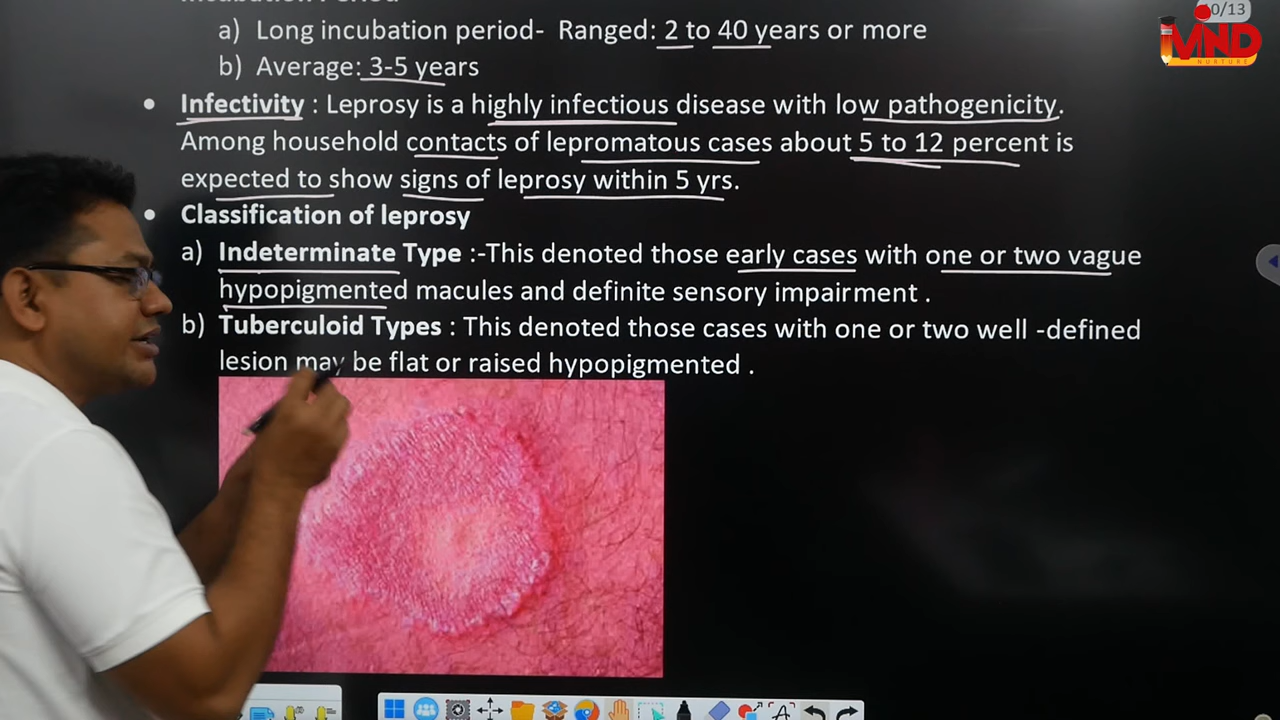 a) Long incubation period- Ranged: 2 to 40 years or more
b) Average: 3-5 years
• Infectivity : Leprosy is a highly infectious disease with low pathogenicity.
Among household contacts of lepromatous cases about 5 to 12 percent is
expected to show signs of leprosy within 5 yrs.
• Classification of leprosy
a) Indeterminate Type :-This denoted those early cases with one or two vague
hypopigmented macules and definite sensory impairment .
b) Tuberculoid Types : This denoted those cases with one or two well -defined
lesion may be flat or raised hypopigmented .
10/13
MIND
NURTURE